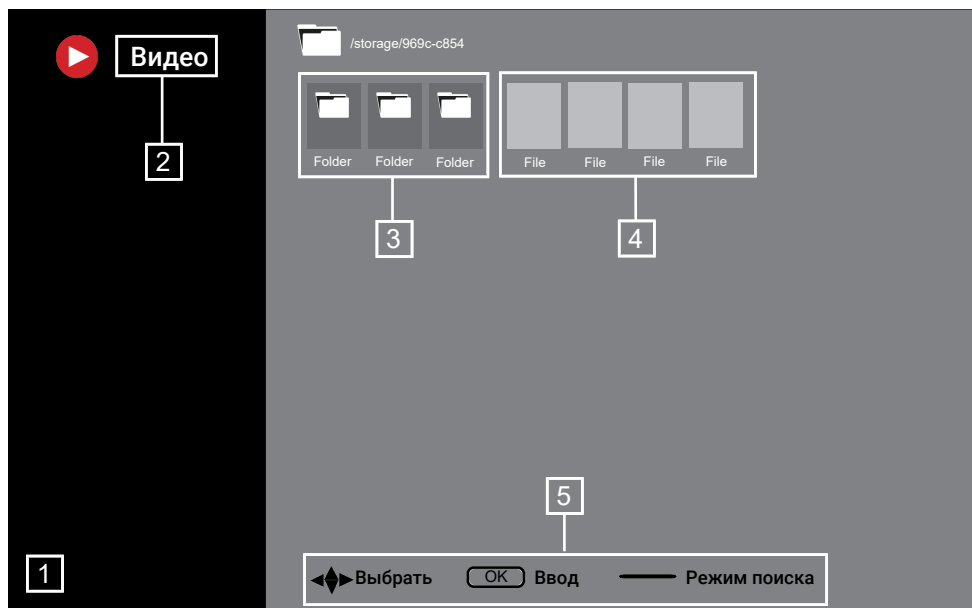 Видео
2
/storage/969c-c854
Folder Folder Folder File File File File
3 4
5
1
Выбрать OK Ввод Режим поиска